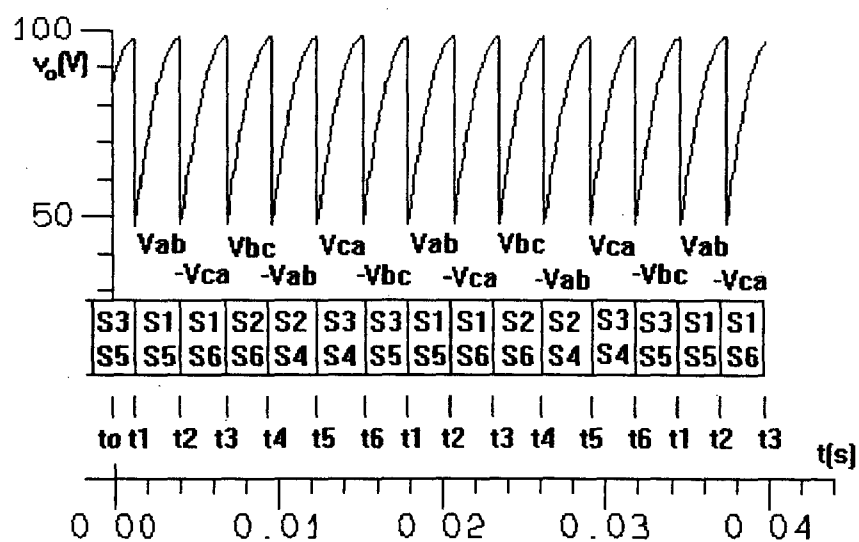 100
vo[V]
50
Vab Vbc Vca Vab Vbc Vca Vab
-Vca -Vab -Vbc -Vca -Vab -Vbc -Vca
S3 S1 S1 S2 S2 S3 S3 S1 S1 S2 S2 S3 S3 S1 S1
S5 S5 S6 S6 S4 S4 S5 S5 S6 S6 S4 S4 S5 S5 S6
to t1 t2 t3 t4 t5 t6 t1 t2 t3 t4 t5 t6 t1 t2 t3
t[s]
0.00 0.01 0.02 0.03 0.04